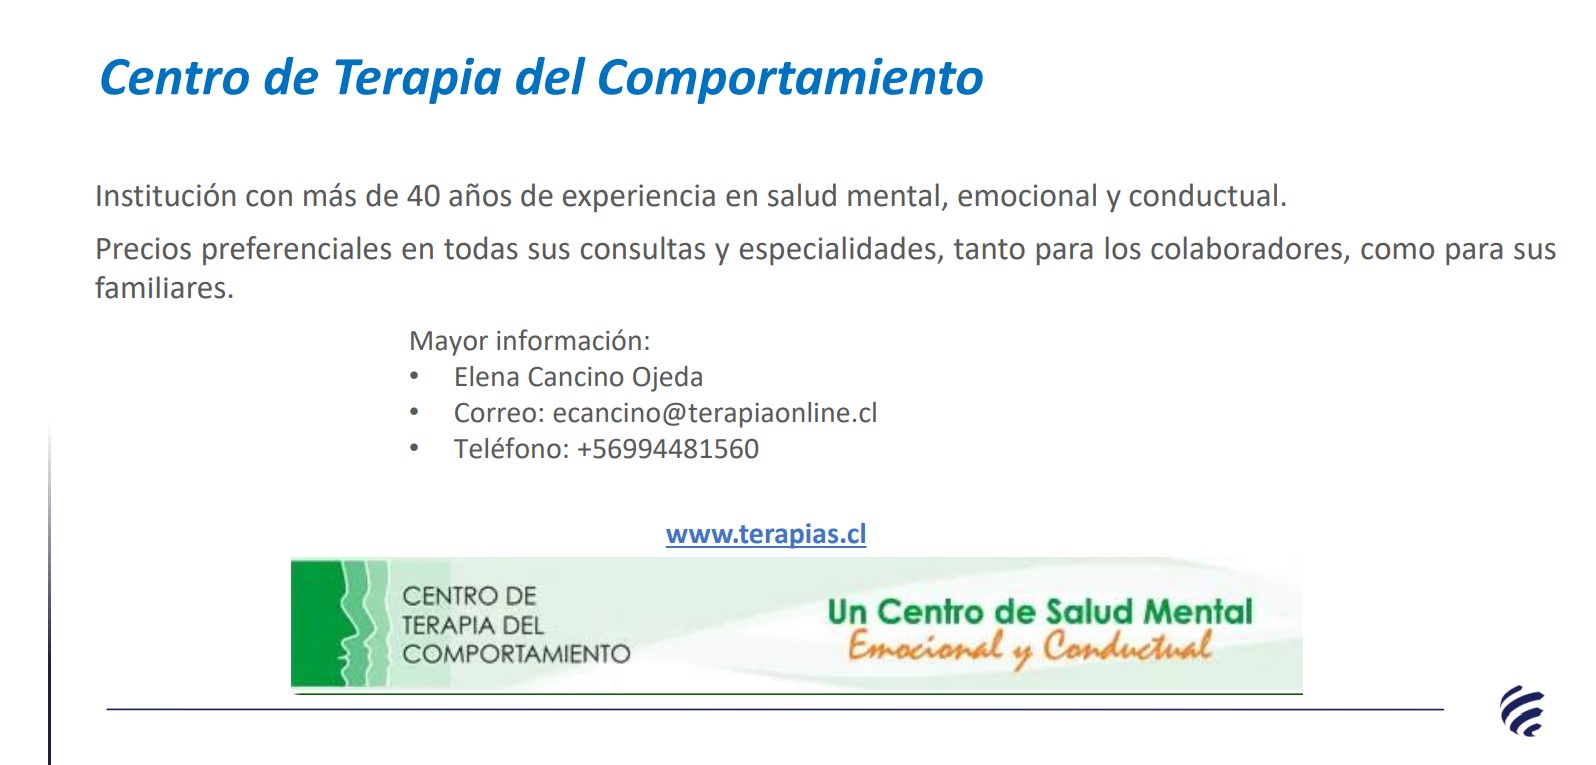 Centro de Terapia del Comportamiento
Institución con más de 40 años de experiencia en salud mental, emocional y conductual.
Precios preferenciales en todas sus consultas y especialidades, tanto para los colaboradores, como para sus
familiares.
Mayor información:
• Elena Cancino Ojeda
• Correo: ecancino@terapiaonline.cl
• Teléfono: +56994481560
www.terapias.cl
CENTRO DE
TERAPIA DEL
COMPORTAMIENTO
Un Centro de Salud Mental
Emocional y Conductual